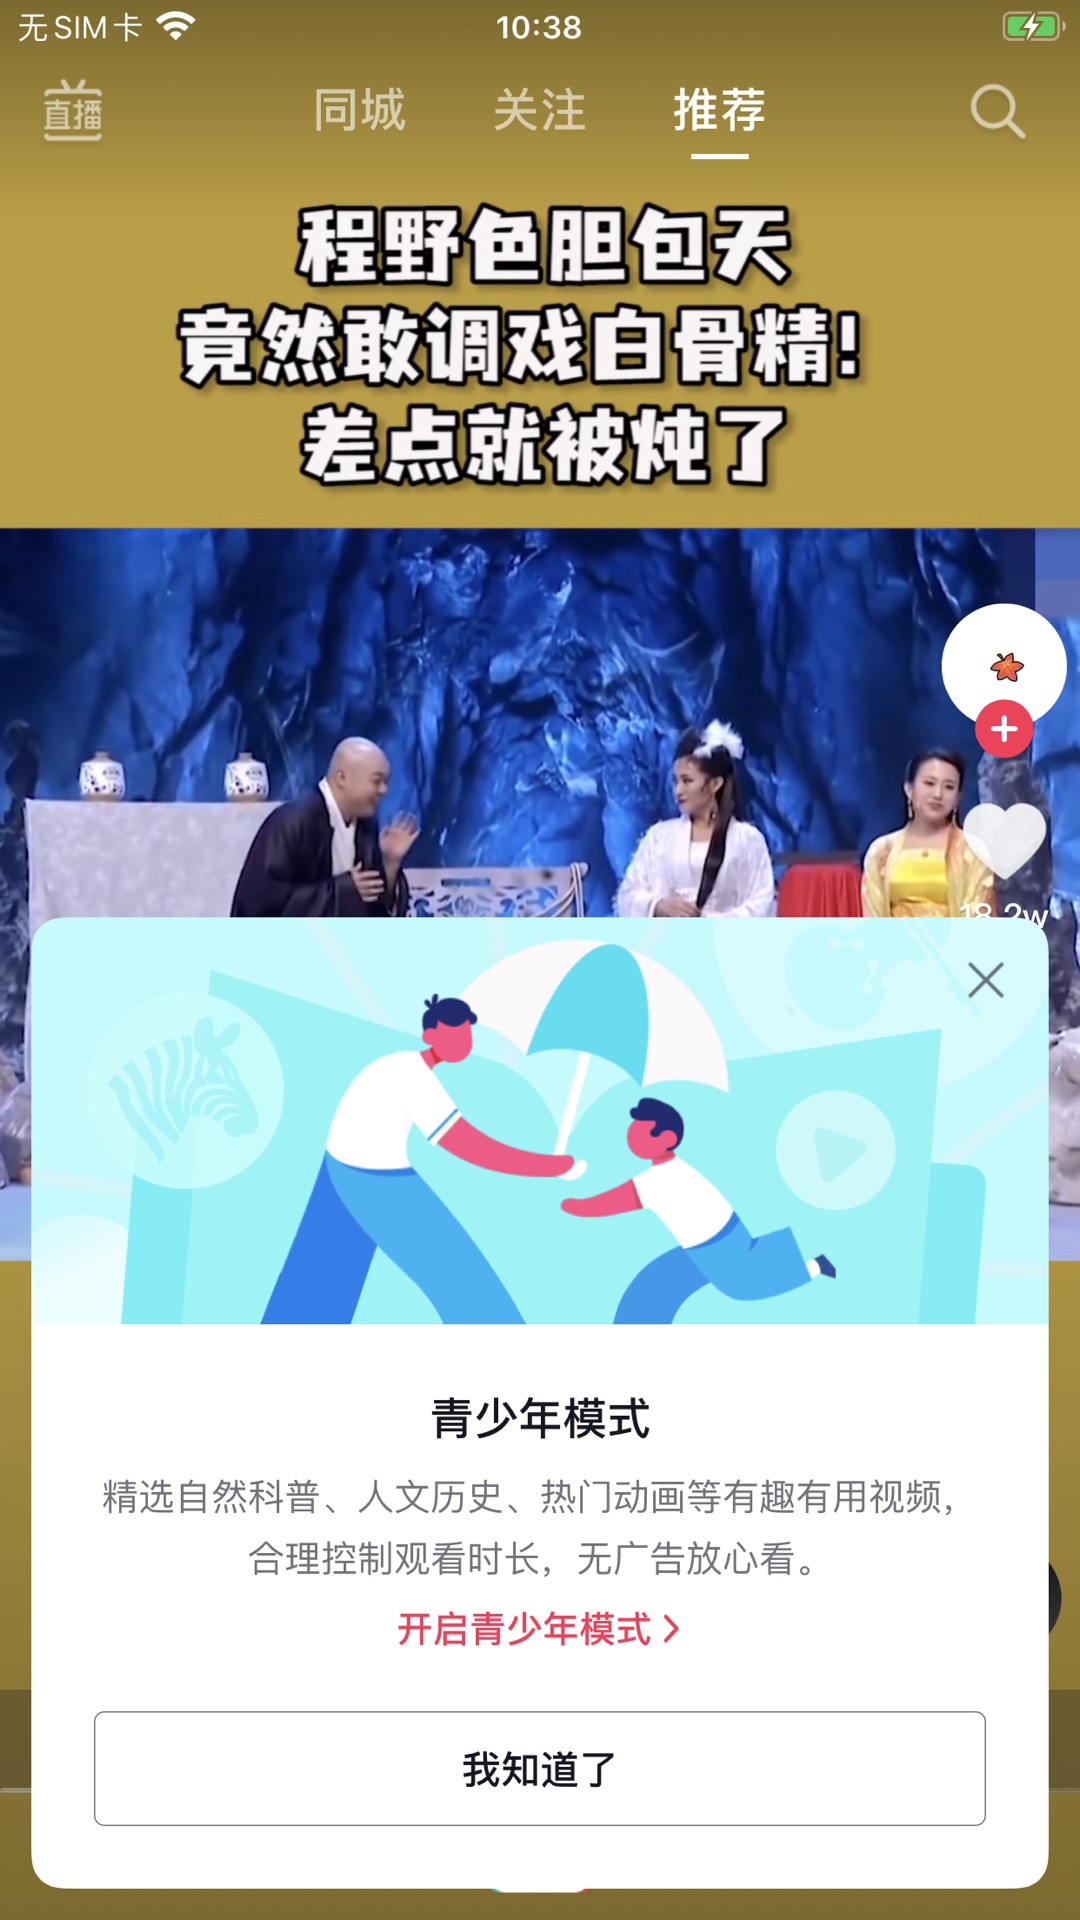 无SIM卡
10:38
直播
同城
关注
推荐
程野色胆包天
竟然敢调戏白骨精!
差点就被炖了
18.2w
青少年模式
精选自然科普、人文历史、热门动画等有趣有用视频，
合理控制观看时长，无广告放心看。
开启青少年模式
我知道了